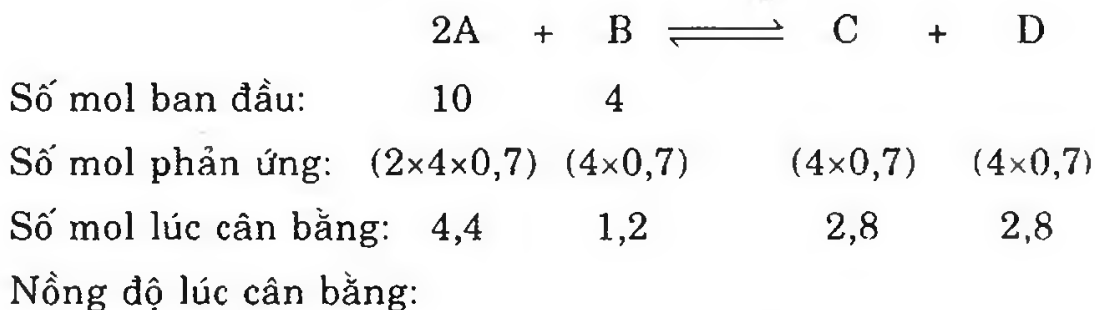 2A + B ⇌ C + D
Số mol ban đầu: 10 4
Số mol phản ứng: (2×4×0,7) (4×0,7) (4×0,7) (4×0,7)
Số mol lúc cân bằng: 4,4 1,2 2,8 2,8
Nồng độ lúc cân bằng: